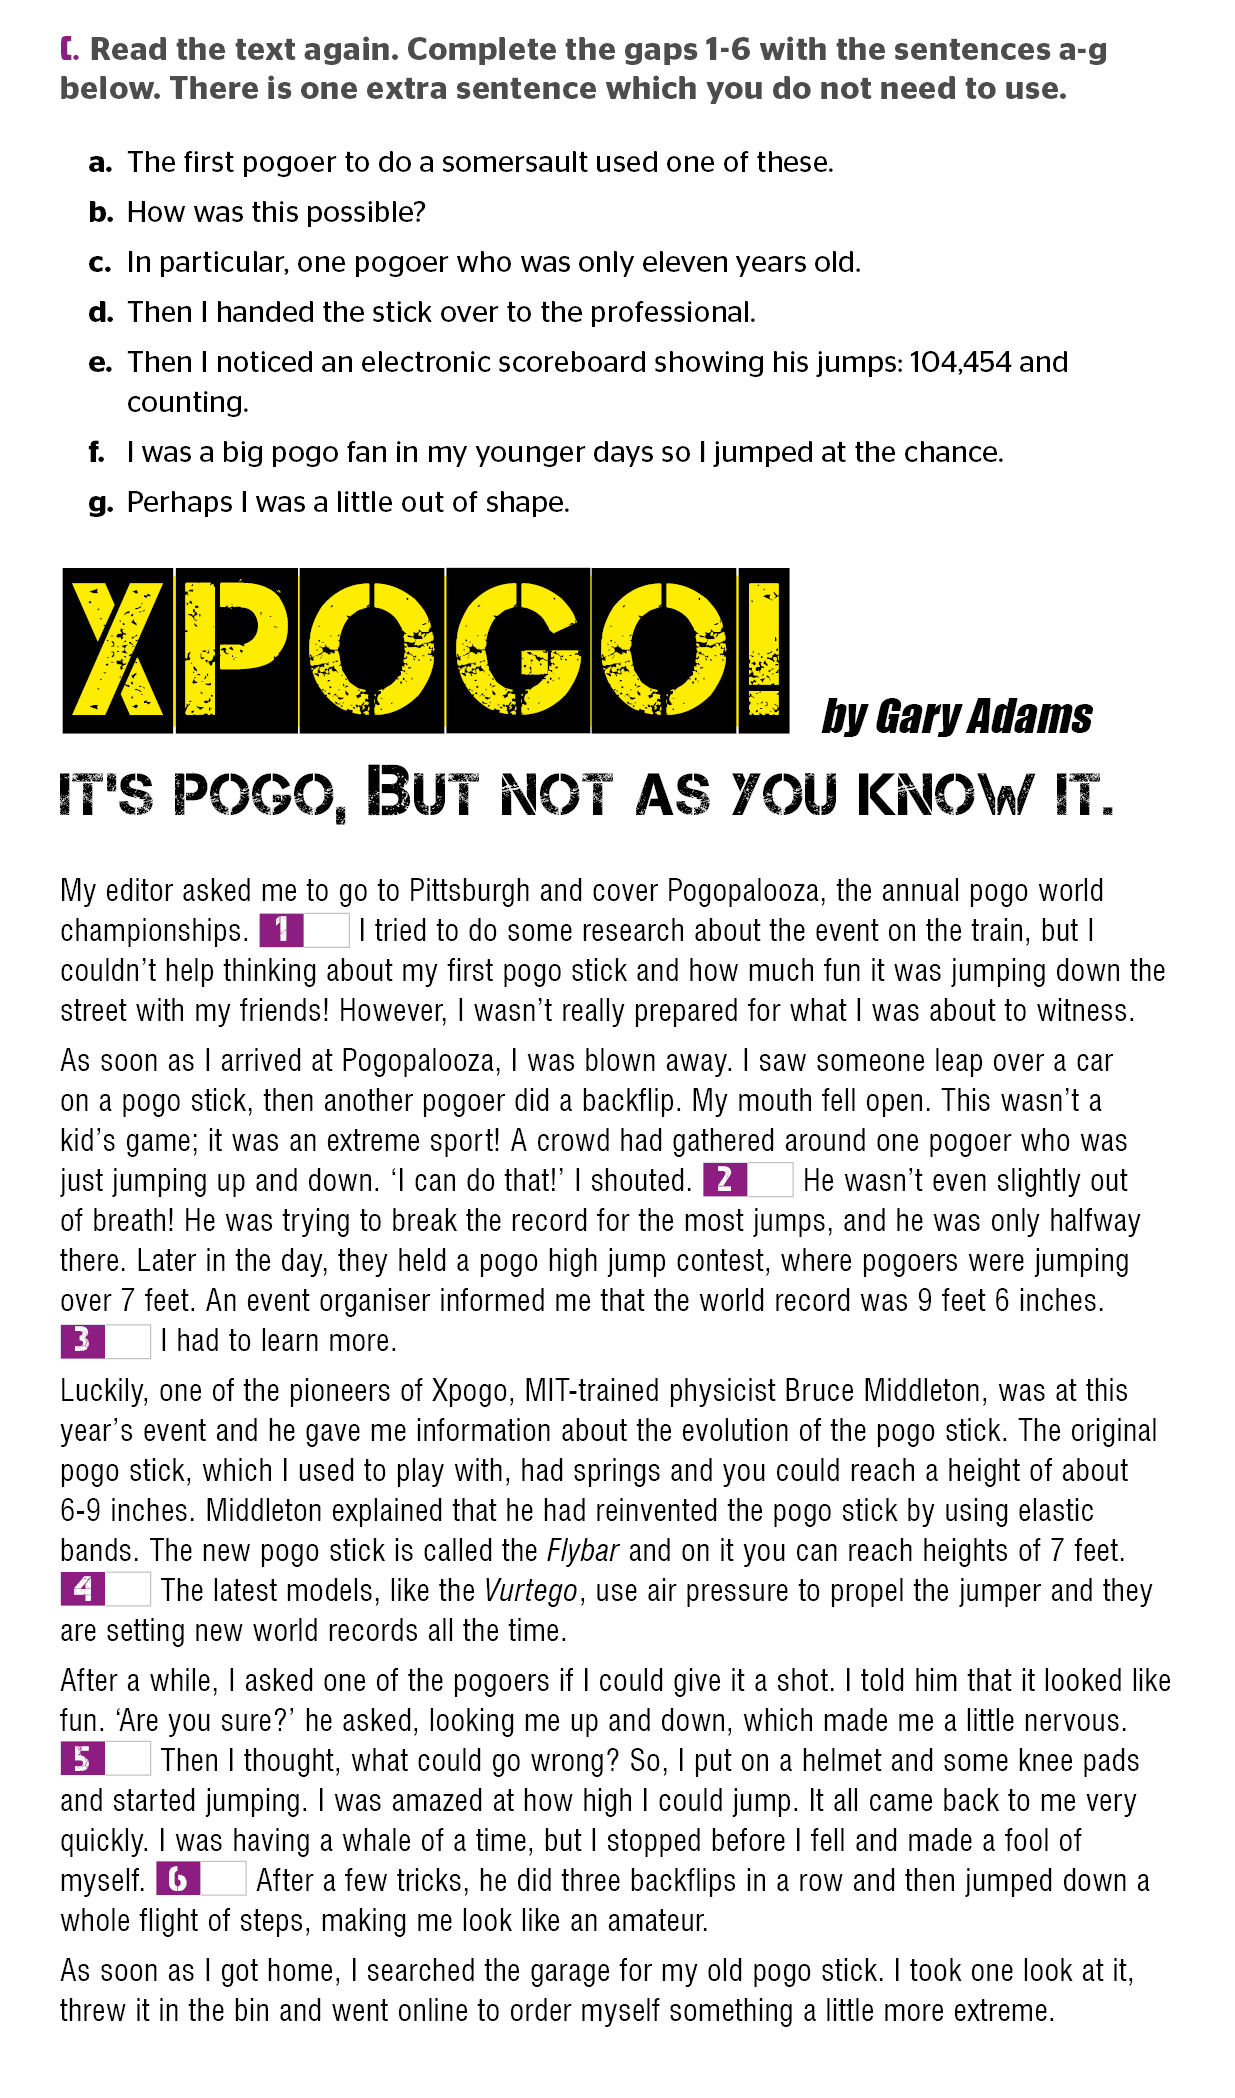 C. Read the text again. Complete the gaps 1-6 with the sentences a-g
below. There is one extra sentence which you do not need to use.
a. The first pogoer to do a somersault used one of these.
b. How was this possible?
c. In particular, one pogoer who was only eleven years old.
d. Then I handed the stick over to the professional.
e. Then I noticed an electronic scoreboard showing his jumps: 104,454 and
counting.
f. I was a big pogo fan in my younger days so I jumped at the chance.
g. Perhaps I was a little out of shape.
XPOGO!
by Gary Adams
IT'S POGO, BUT NOT AS YOU KNOW IT.
My editor asked me to go to Pittsburgh and cover Pogopalooza, the annual pogo world
championships. 1 I tried to do some research about the event on the train, but I
couldn't help thinking about my first pogo stick and how much fun it was jumping down the
street with my friends! However, I wasn't really prepared for what I was about to witness.
As soon as I arrived at Pogopalooza, I was blown away. I saw someone leap over a car
on a pogo stick, then another pogoer did a backflip. My mouth fell open. This wasn't a
kid's game; it was an extreme sport! A crowd had gathered around one pogoer who was
just jumping up and down. 'I can do that!' I shouted. 2 He wasn't even slightly out
of breath! He was trying to break the record for the most jumps, and he was only halfway
there. Later in the day, they held a pogo high jump contest, where pogoers were jumping
over 7 feet. An event organiser informed me that the world record was 9 feet 6 inches.
3 I had to learn more.
Luckily, one of the pioneers of Xpogo, MIT-trained physicist Bruce Middleton, was at this
year's event and he gave me information about the evolution of the pogo stick. The original
pogo stick, which I used to play with, had springs and you could reach a height of about
6-9 inches. Middleton explained that he had reinvented the pogo stick by using elastic
bands. The new pogo stick is called the Flybar and on it you can reach heights of 7 feet.
4 The latest models, like the Vurtego, use air pressure to propel the jumper and they
are setting new world records all the time.
After a while, I asked one of the pogoers if I could give it a shot. I told him that it looked like
fun. 'Are you sure?' he asked, looking me up and down, which made me a little nervous.
5 Then I thought, what could go wrong? So, I put on a helmet and some knee pads
and started jumping. I was amazed at how high I could jump. It all came back to me very
quickly. I was having a whale of a time, but I stopped before I fell and made a fool of
myself. 6 After a few tricks, he did three backflips in a row and then jumped down a
whole flight of steps, making me look like an amateur.
As soon as I got home, I searched the garage for my old pogo stick. I took one look at it,
threw it in the bin and went online to order myself something a little more extreme.